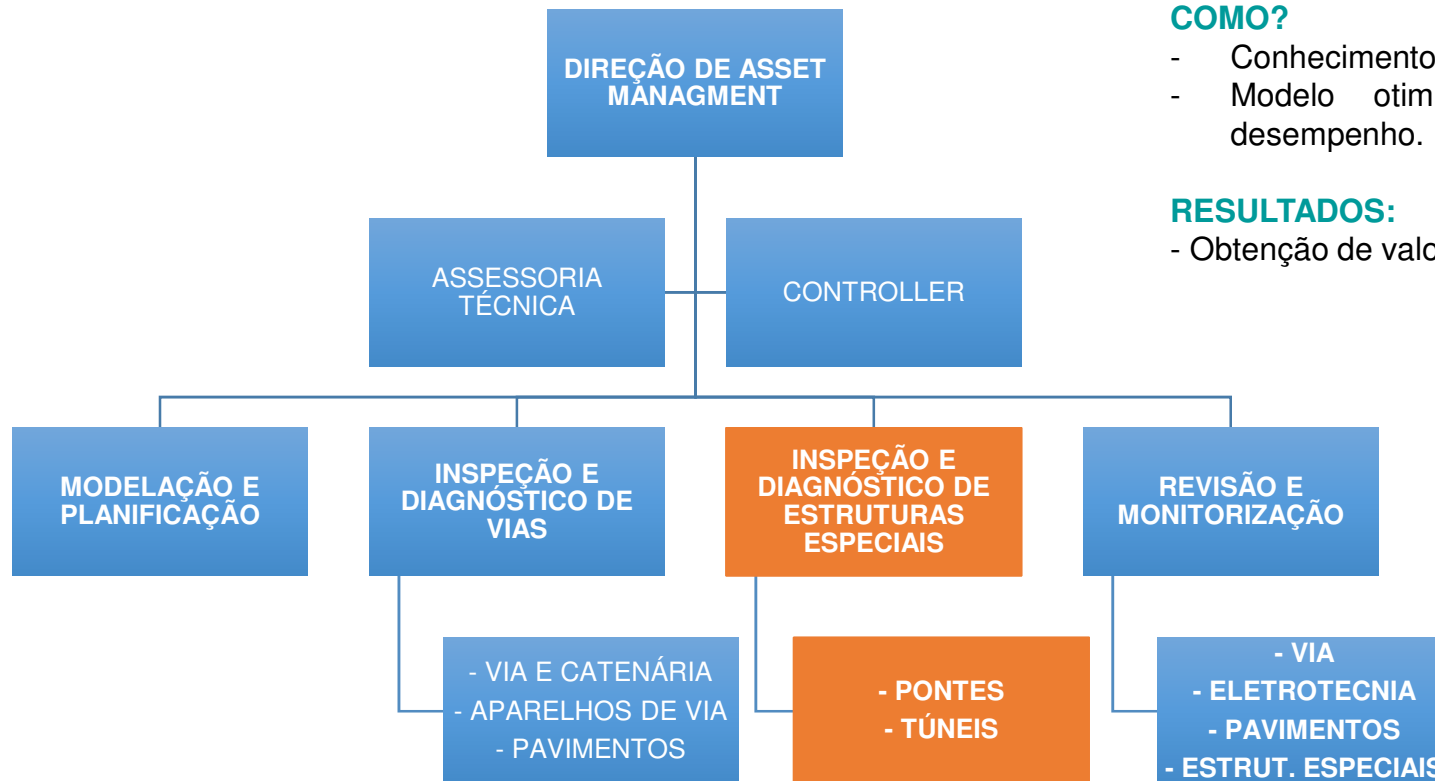 DIREÇÃO DE ASSET
MANAGMENT
COMO?
- Conhecimento
- Modelo otim
desempenho.
RESULTADOS:
- Obtenção de valo
ASSESSORIA
TÉCNICA
CONTROLLER
MODELAÇÃO E
PLANIFICAÇÃO
INSPEÇÃO E
DIAGNÓSTICO DE
VIAS
INSPEÇÃO E
DIAGNÓSTICO DE
ESTRUTURAS
ESPECIAIS
REVISÃO E
MONITORIZAÇÃO
- VIA E CATENÁRIA
- APARELHOS DE VIA
- PAVIMENTOS
- PONTES
- TÚNEIS
- VIA
- ELETROTECNIA
- PAVIMENTOS
- ESTRUT. ESPECIAIS